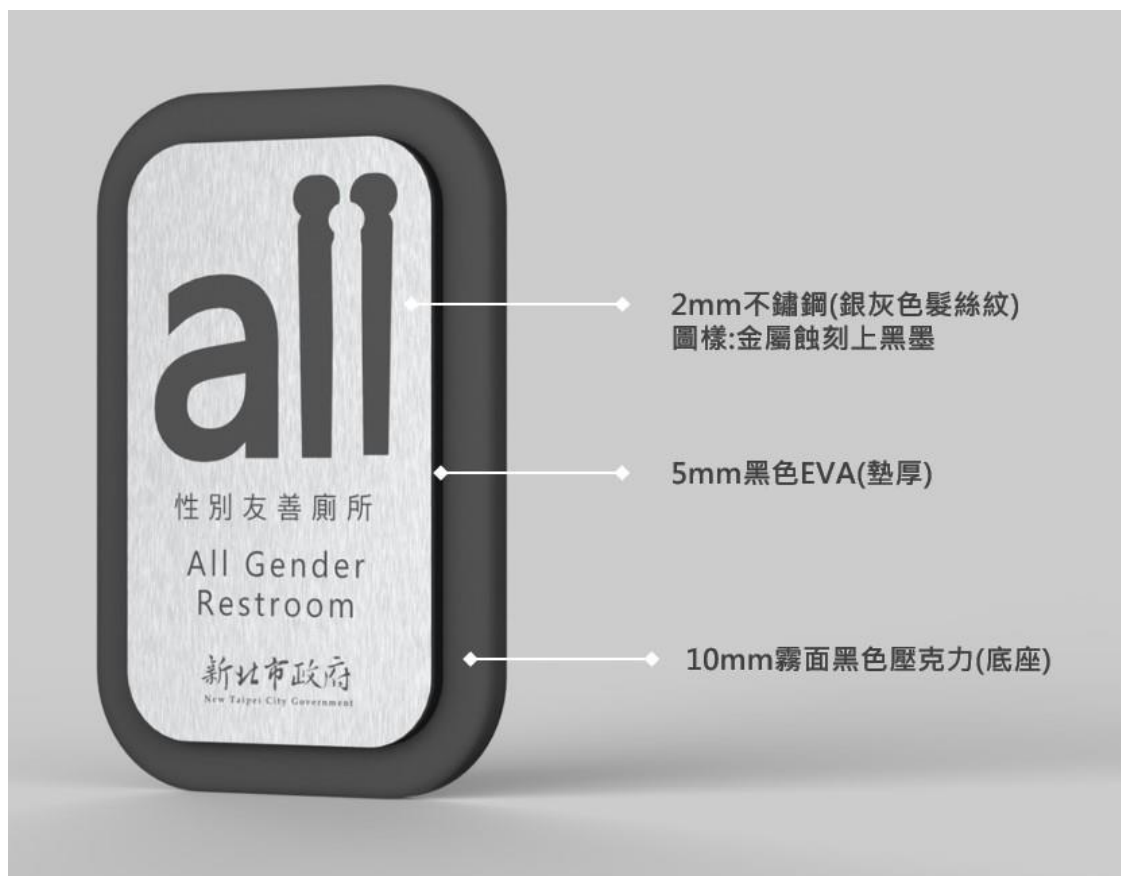 all
性別友善廁所
All Gender
Restroom
新北市政府
New Taipei City Government
2mm不鏽鋼(銀灰色髮絲紋)
圖樣:金屬蝕刻上黑墨
5mm黑色EVA(墊厚)
10mm霧面黑色壓克力(底座)